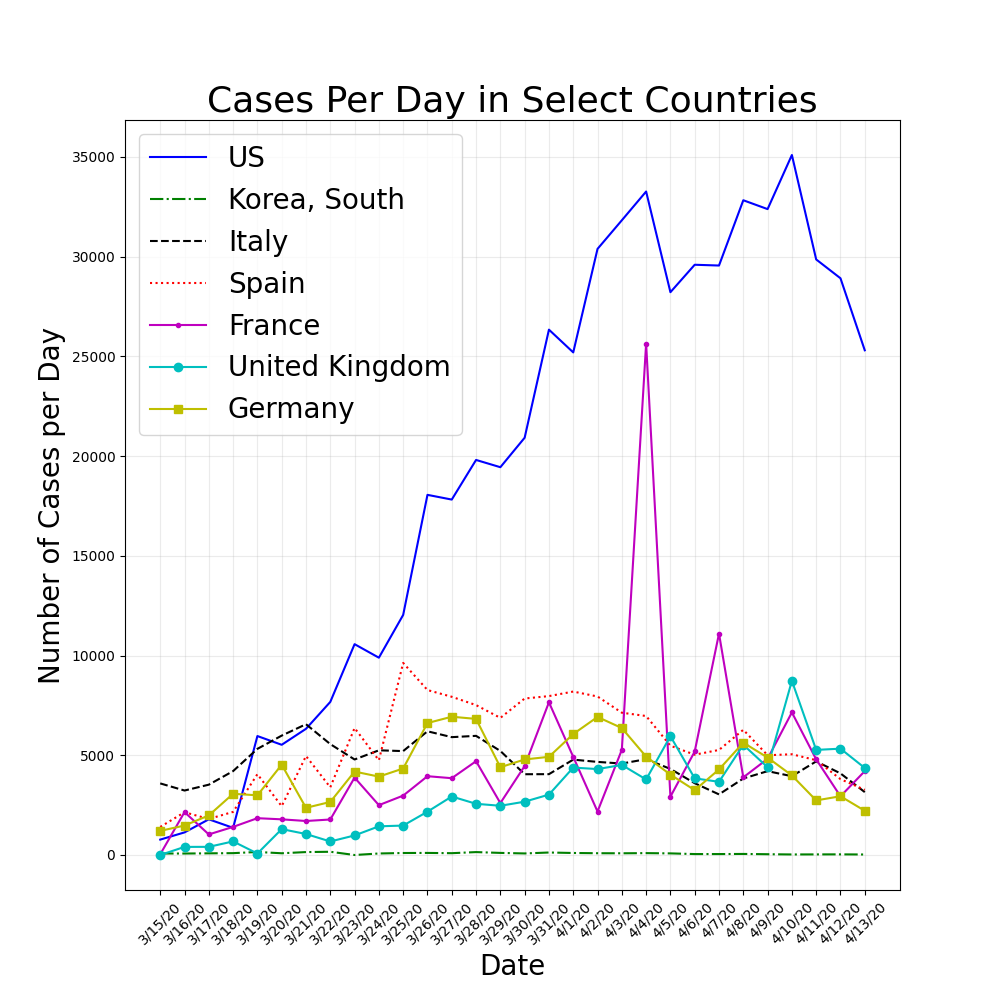 Cases Per Day in Select Countries
US
Korea, South
Italy
Spain
France
United Kingdom
Germany
Number of Cases per Day
35000
30000
25000
20000
15000
10000
5000
0
3/15/20 3/16/20 3/17/20 3/18/20 3/19/20 3/20/20 3/21/20 3/22/20 3/23/20 3/24/20 3/25/20 3/26/20 3/27/20 3/28/20 3/29/20 3/30/20 3/31/20 4/1/20 4/2/20 4/3/20 4/4/20 4/5/20 4/6/20 4/7/20 4/8/20 4/9/20 4/10/20 4/11/20 4/12/20 4/13/20
Date